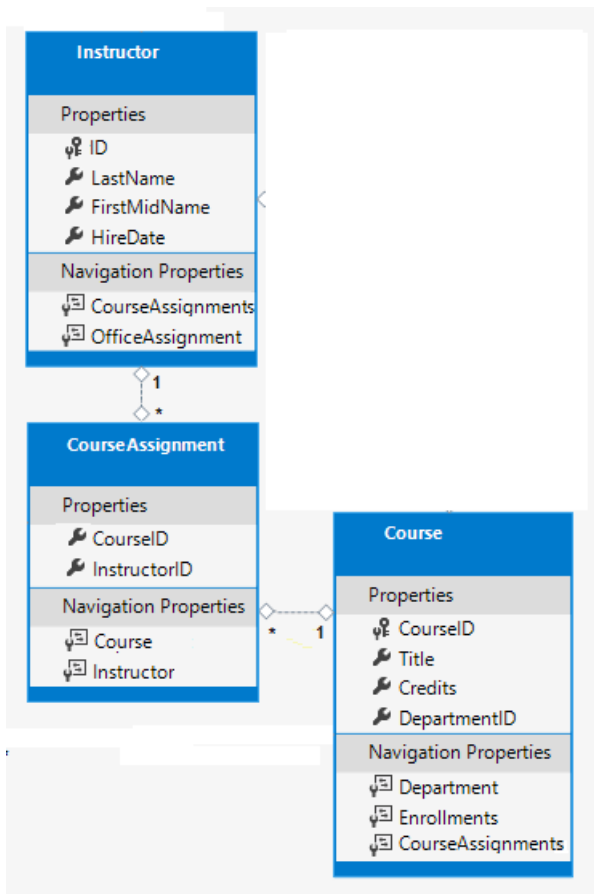 Instructor
Properties
ID
LastName
FirstMidName
HireDate
Navigation Properties
CourseAssignments
OfficeAssignment
1
*
CourseAssignment
Properties
CourseID
InstructorID
Navigation Properties
Course
Instructor
* 1
Course
Properties
CourseID
Title
Credits
DepartmentID
Navigation Properties
Department
Enrollments
CourseAssignments